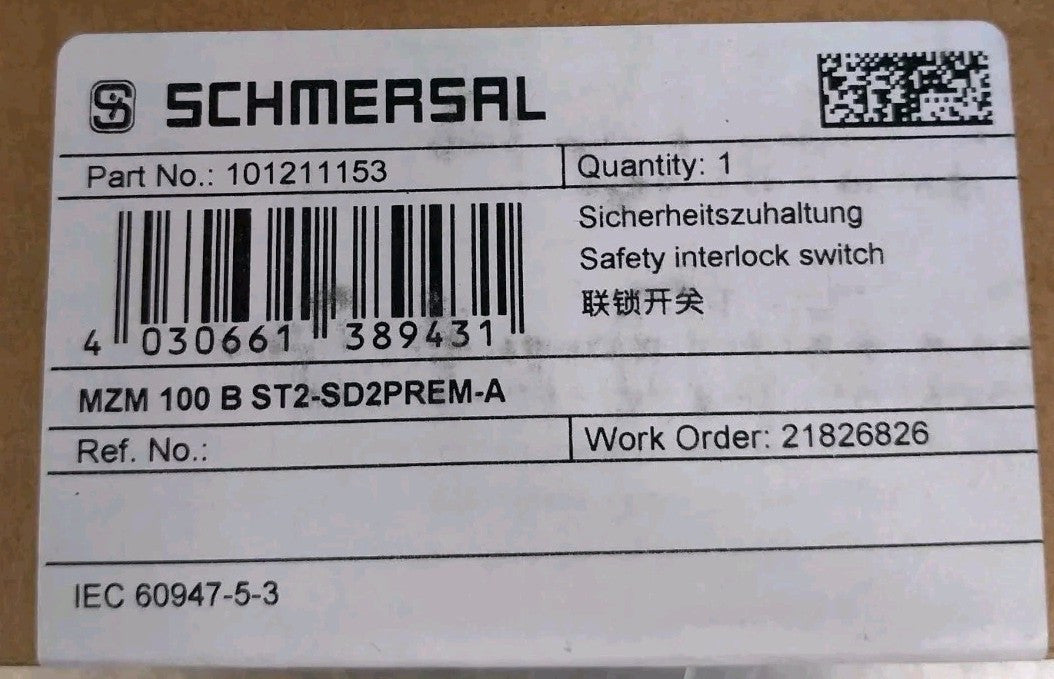 SCHMERSAL
Part No.: 101211153
Quantity: 1
Sicherheitszuhaltung
Safety interlock switch
联锁开关
4 030661 389431
MZM 100 B ST2-SD2PREM-A
Ref. No.:
Work Order: 21826826
IEC 60947-5-3